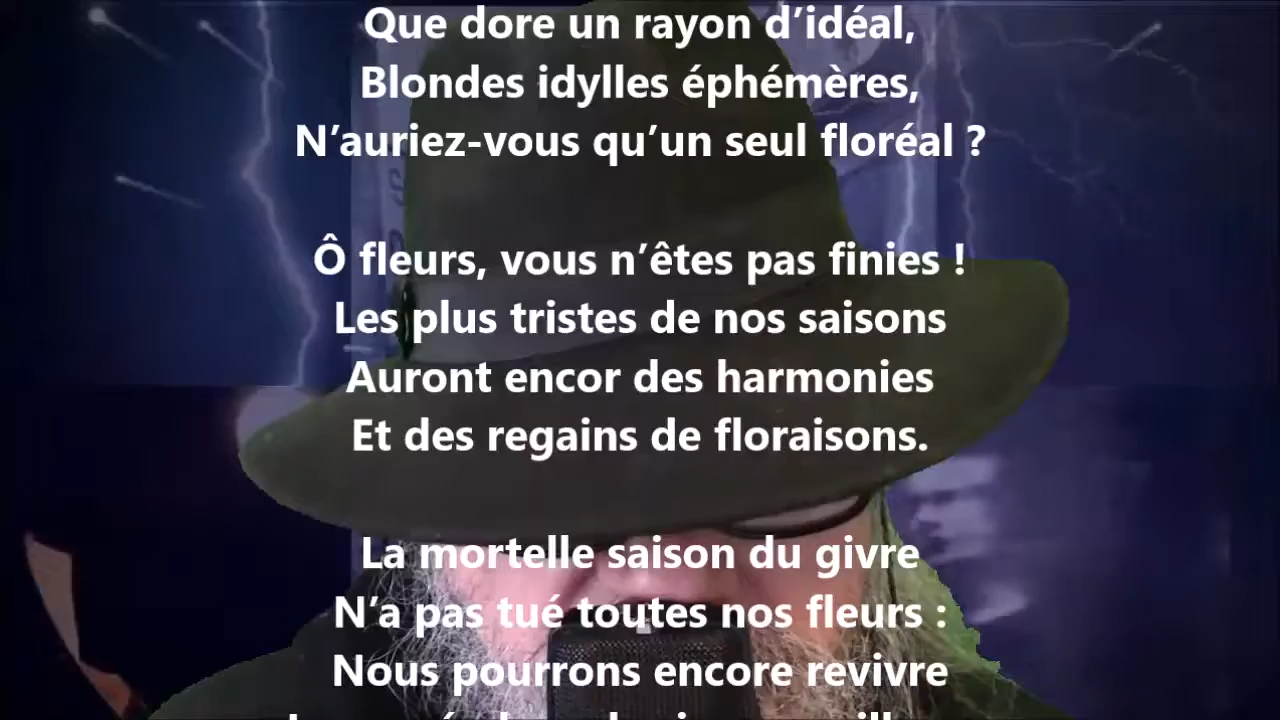 Que dore un rayon d’idéal,
Blondes idylles éphémères,
N’auriez-vous qu’un seul floréal ?
Ô fleurs, vous n’êtes pas finies !
Les plus tristes de nos saisons
Auront encor des harmonies
Et des regains de floraisons.
La mortelle saison du givre
N’a pas tué toutes nos fleurs :
Nous pourrons encore revivre